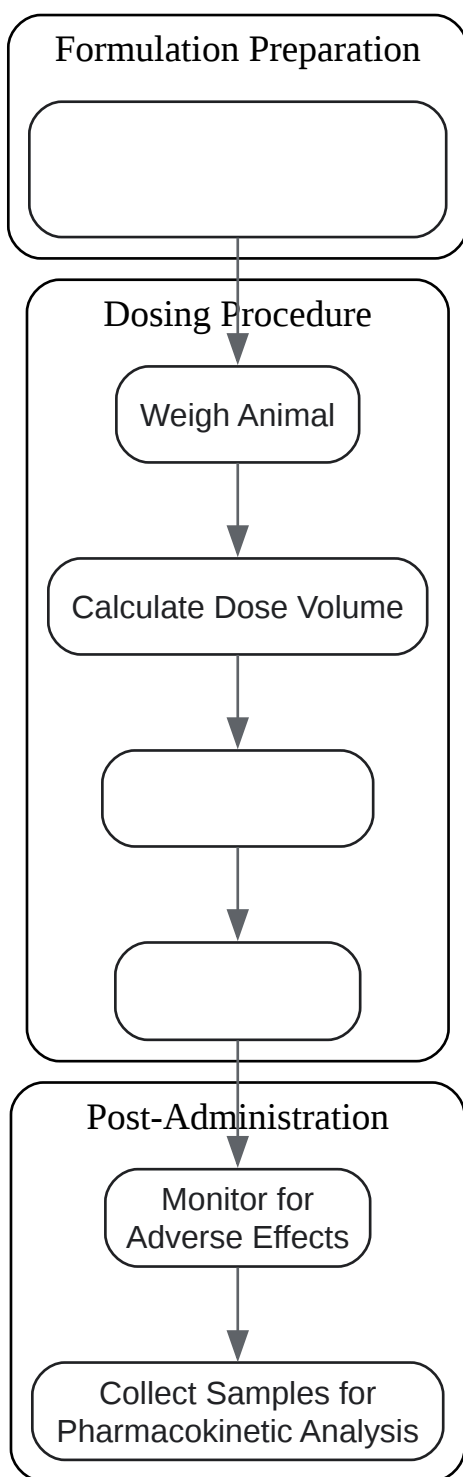 Formulation Preparation
Dosing Procedure
Weigh Animal
Calculate Dose Volume
Post-Administration
Monitor for
Adverse Effects
Collect Samples for
Pharmacokinetic Analysis